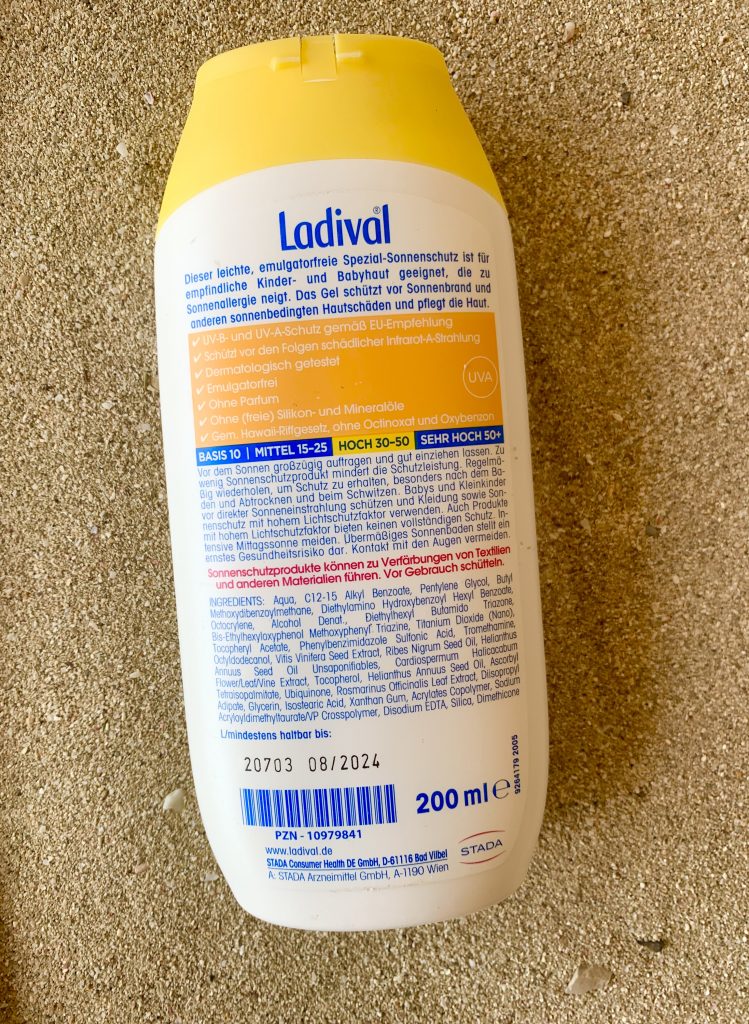 Ladival®
Dieser leichte, emulgatorfreie Spezial-Sonnenschutz ist für
empfindliche Kinder- und Babyhaut geeignet, die zu
Sonnenallergie neigt. Das Gel schützt vor Sonnenbrand und
anderen sonnenbedingten Hautschäden und pflegt die Haut.
✓ UV-B- und UV-A-Schutz gemäß EU-Empfehlung
✓ Schützt vor den Folgen schädlicher Infrarot-A-Strahlung
✓ Dermatologisch getestet
✓ Emulgatorfrei
✓ Ohne Parfum
✓ Ohne (freie) Silikon- und Mineralöle
✓ Gem. Hawaii-Riffgesetz, ohne Octinoxat und Oxybenzon
UVA
BASIS 10 | MITTEL 15-25 HOCH 30-50 SEHR HOCH 50+
Vor dem Sonnen großzügig auftragen und gut einziehen lassen. Zu
wenig Sonnenschutzprodukt mindert die Schutzleistung. Regelmä-
ßig wiederholen, um Schutz zu erhalten, besonders nach dem Ba-
den und Abtrocknen und beim Schwitzen. Babys und Kleinkinder
vor direkter Sonneneinstrahlung schützen und Kleidung sowie Son-
nenschutz mit hohem Lichtschutzfaktor verwenden. Auch Produkte
mit hohem Lichtschutzfaktor bieten keinen vollständigen Schutz. In-
tensive Mittagssonne meiden. Übermäßiges Sonnenbaden stellt ein
ernstes Gesundheitsrisiko dar. Kontakt mit den Augen vermeiden.
Sonnenschutzprodukte können zu Verfärbungen von Textilien
und anderen Materialien führen. Vor Gebrauch schütteln.
INGREDIENTS: Aqua, C12-15 Alkyl Benzoate, Pentylene Glycol, Butyl
Methoxydibenzoylmethane, Diethylamino Hydroxybenzoyl Hexyl Benzoate,
Octocrylene, Alcohol Denat., Diethylhexyl Butamido Triazone,
Bis-Ethylhexyloxyphenol Methoxyphenyl Triazine, Titanium Dioxide (Nano),
Tocopheryl Acetate, Phenylbenzimidazole Sulfonic Acid, Tromethamine,
Octyldodecanol, Vitis Vinifera Seed Extract, Ribes Nigrum Seed Oil, Helianthus
Annuus Seed Oil Unsaponifiables, Cardiospermum Halicacabum
Flower/Leaf/Vine Extract, Tocopherol, Helianthus Annuus Seed Oil, Ascorbyl
Tetraisopalmitate, Ubiquinone, Rosmarinus Officinalis Leaf Extract, Diisopropyl
Adipate, Glycerin, Isostearic Acid, Xanthan Gum, Acrylates Copolymer, Sodium
Acryloyldimethyltaurate/VP Crosspolymer, Disodium EDTA, Silica, Dimethicone
L/mindestens haltbar bis:
20703 08/2024
PZN - 10979841
200 ml ℮
9264179 2005
www.ladival.de
STADA Consumer Health DE GmbH, D-61116 Bad Vilbel
A: STADA Arzneimittel GmbH, A-1190 Wien
STADA